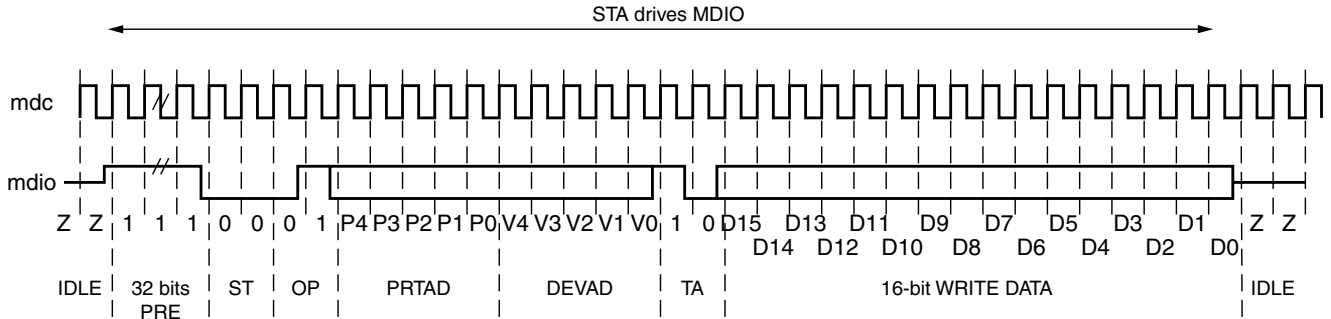 STA drives MDIO
mdc
mdio
Z Z 1 1 1 0 0 0 1 P4 P3 P2 P1 P0 V4 V3 V2 V1 V0 1 0 D15 D13 D11 D9 D7 D5 D3 D1 Z Z
D14 D12 D10 D8 D6 D4 D2 D0
IDLE 32 bits ST OP PRTAD DEVAD TA 16-bit WRITE DATA IDLE
PRE